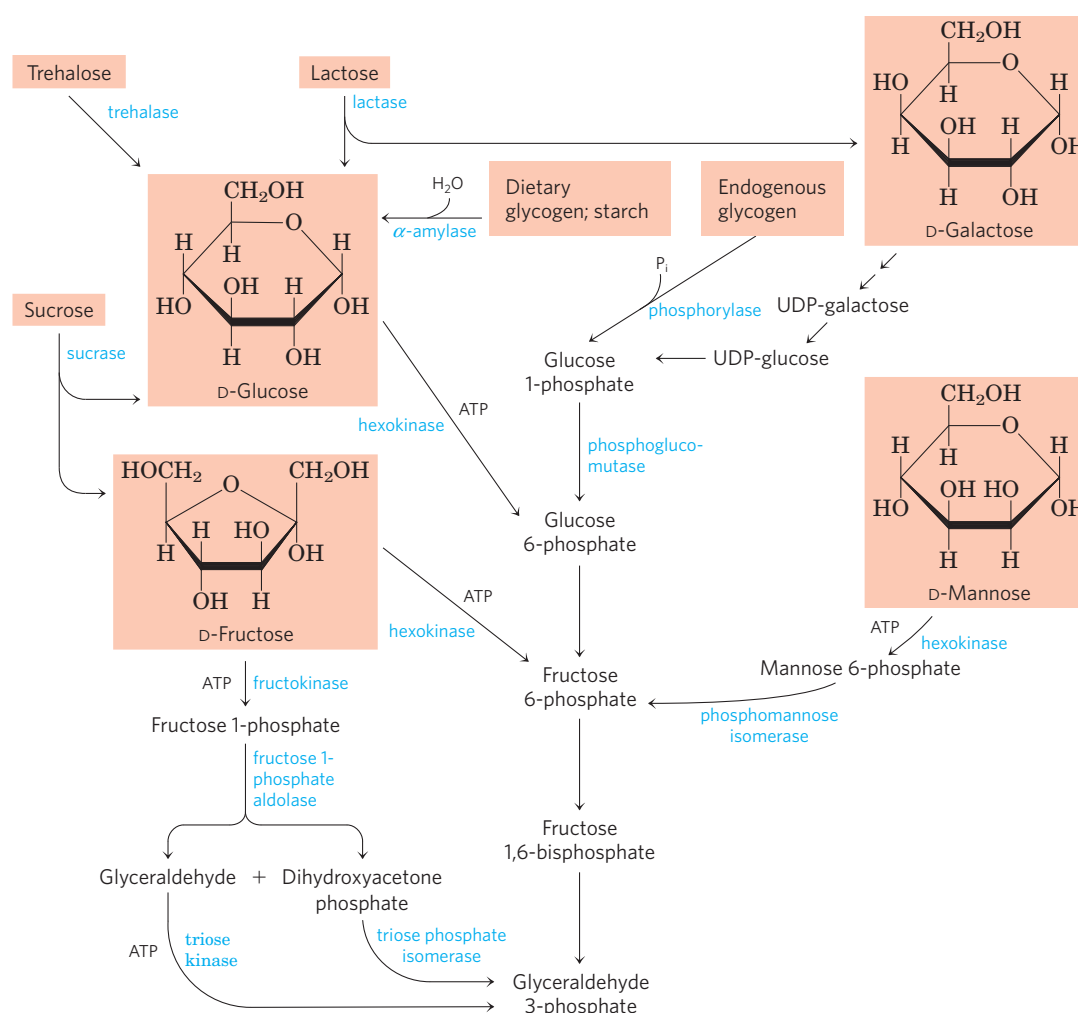 Trehalose
trehalase
Lactose
lactase
CH₂OH
O
HO
H
H
OH
H
H
OH
H
OH
D-Galactose
CH₂OH
O
H
H
H
OH
H
HO
OH
H
OH
D-Glucose
H₂O
α-amylase
Dietary
glycogen; starch
Endogenous
glycogen
Pi
phosphorylase
UDP-galactose
UDP-glucose
Glucose
1-phosphate
Sucrose
sucrase
hexokinase
ATP
phosphogluco-
mutase
CH₂OH
O
H
H
H
OH
HO
HO
OH
H
H
D-Mannose
HOCH₂
O
CH₂OH
H
HO
H
OH
OH
H
D-Fructose
Glucose
6-phosphate
ATP
hexokinase
ATP
hexokinase
Mannose 6-phosphate
phosphomannose
isomerase
Fructose
6-phosphate
ATP
fructokinase
Fructose 1-phosphate
fructose 1-
phosphate
aldolase
Fructose
1,6-bisphosphate
Glyceraldehyde + Dihydroxyacetone
phosphate
ATP
triose
kinase
triose phosphate
isomerase
Glyceraldehyde
3-phosphate